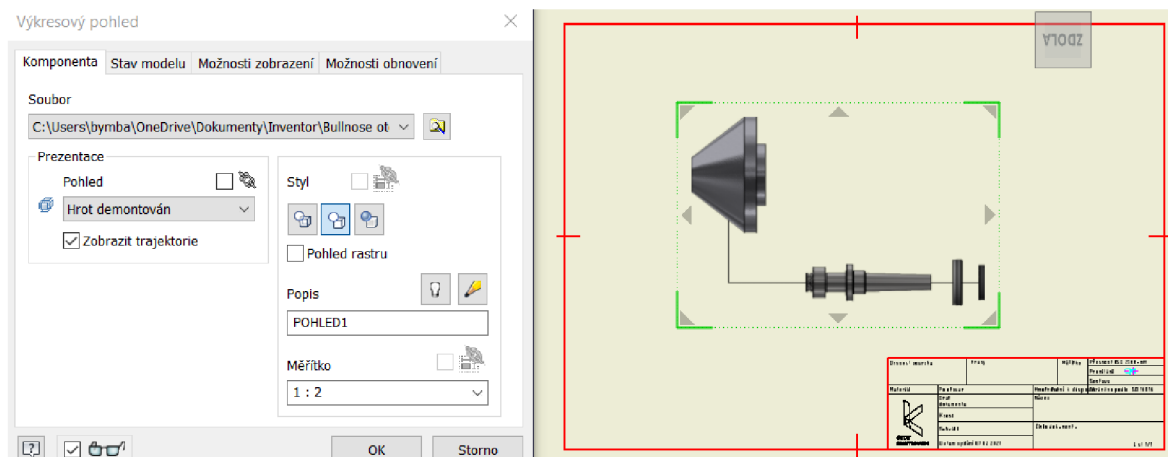 Výkresový pohled
Komponenta Stav modelu Možnosti zobrazení Možnosti obnovení
Soubor
C:\Users\bymba\OneDrive\Dokumenty\Inventor\Bullnose ot
Prezentace
Pohled
Hrot demontován
Zobrazit trajektorie
Styl
Pohled rastru
Popis
POHLED1
Měřítko
1 : 2
OK Storno
ZDOLA
Materiál